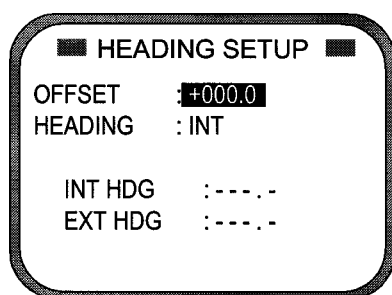 HEADING SETUP
OFFSET : +000.0
HEADING : INT
INT HDG : - - - . -
EXT HDG : - - - . -